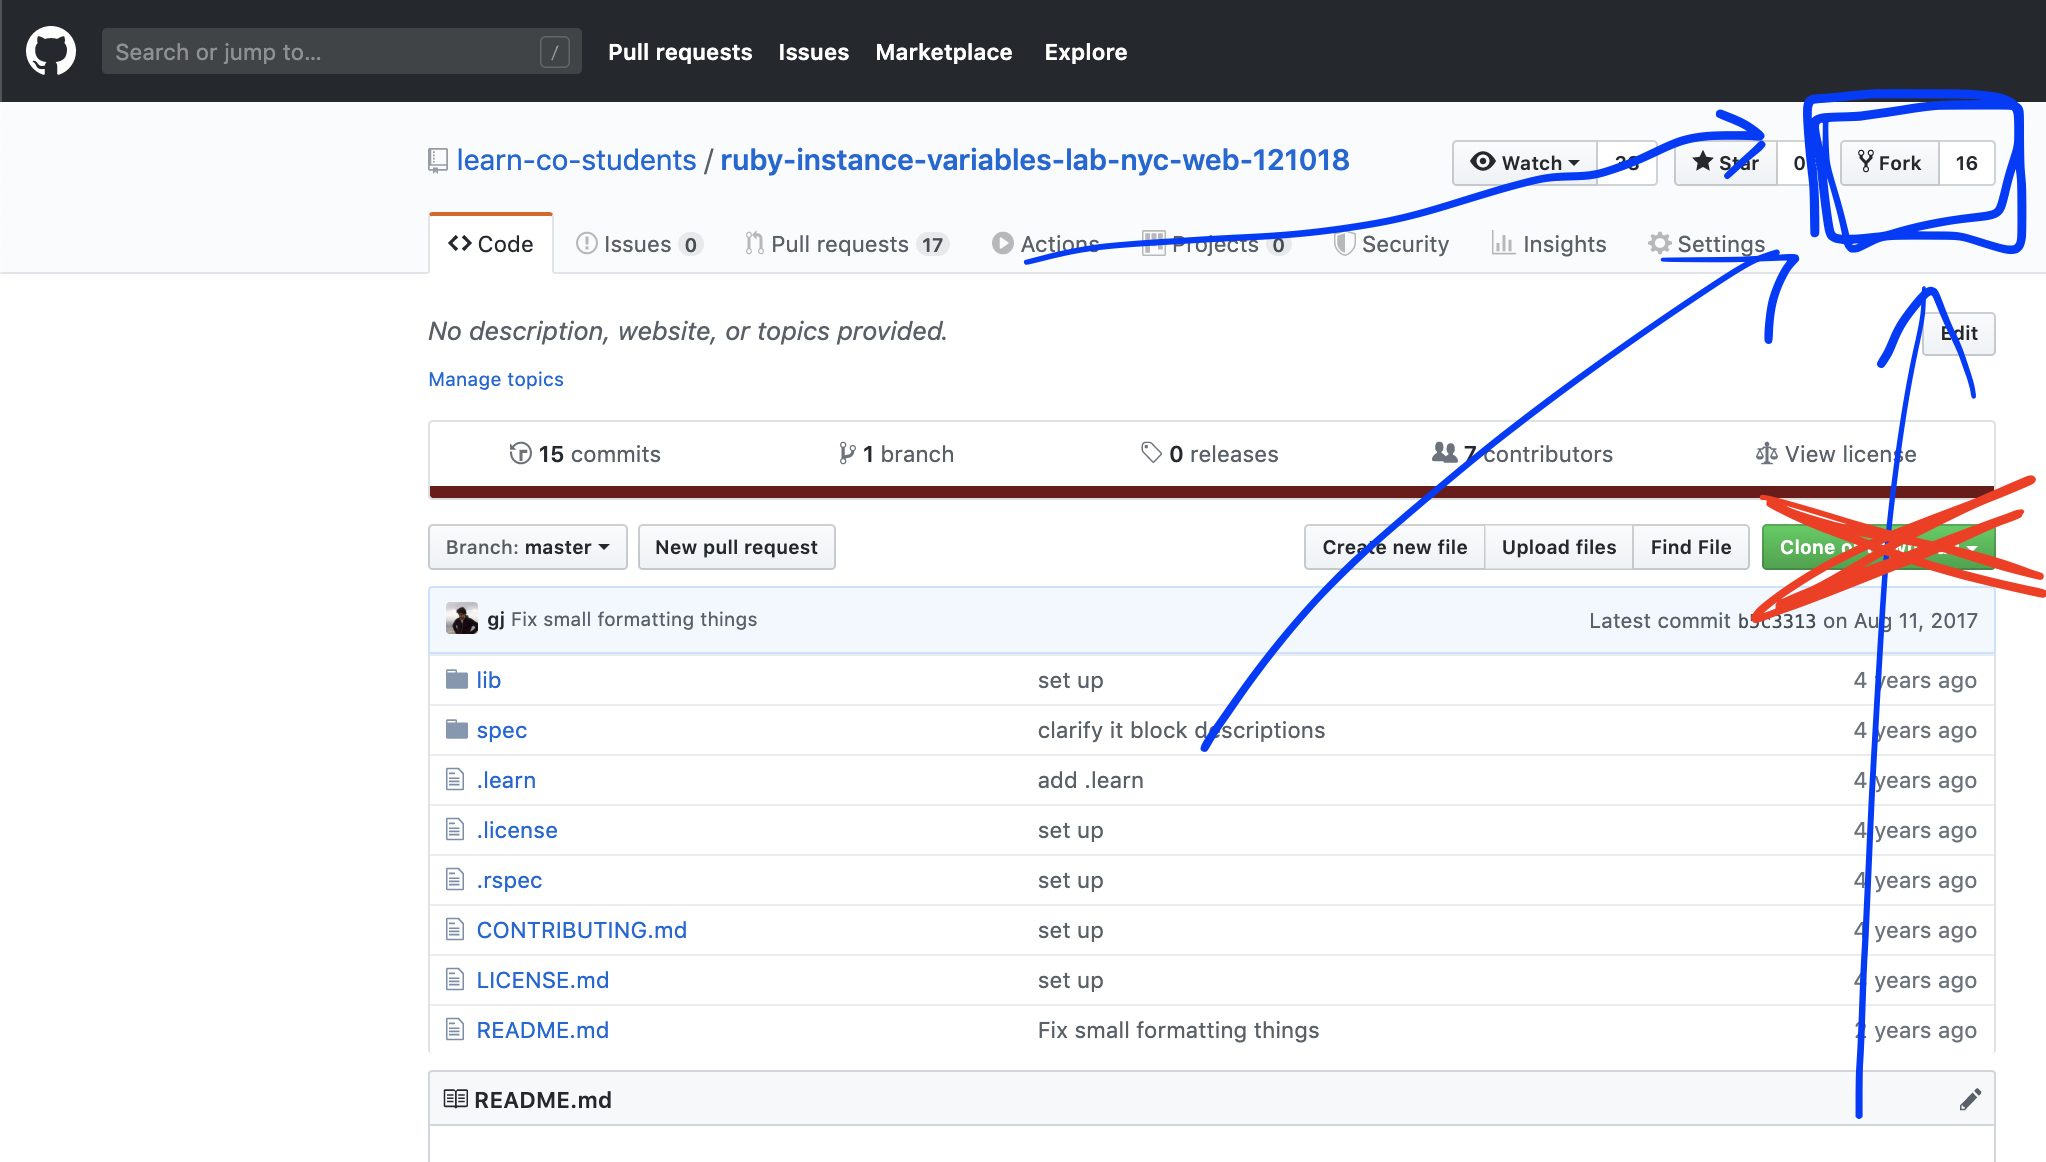 Search or jump to... / Pull requests Issues Marketplace Explore
learn-co-students / ruby-instance-variables-lab-nyc-web-121018 Watch Star 0 Fork 16
Code Issues 0 Pull requests 17 Actions Projects 0 Security Insights Settings
No description, website, or topics provided. Edit
Manage topics
15 commits 1 branch 0 releases 7 contributors View license
Branch: master New pull request Create new file Upload files Find File Clone
gj Fix small formatting things Latest commit b5c3313 on Aug 11, 2017
lib set up 4 years ago
spec clarify it block descriptions 4 years ago
.learn add .learn 4 years ago
.license set up 4 years ago
.rspec set up 4 years ago
CONTRIBUTING.md set up 4 years ago
LICENSE.md set up 4 years ago
README.md Fix small formatting things 2 years ago
README.md